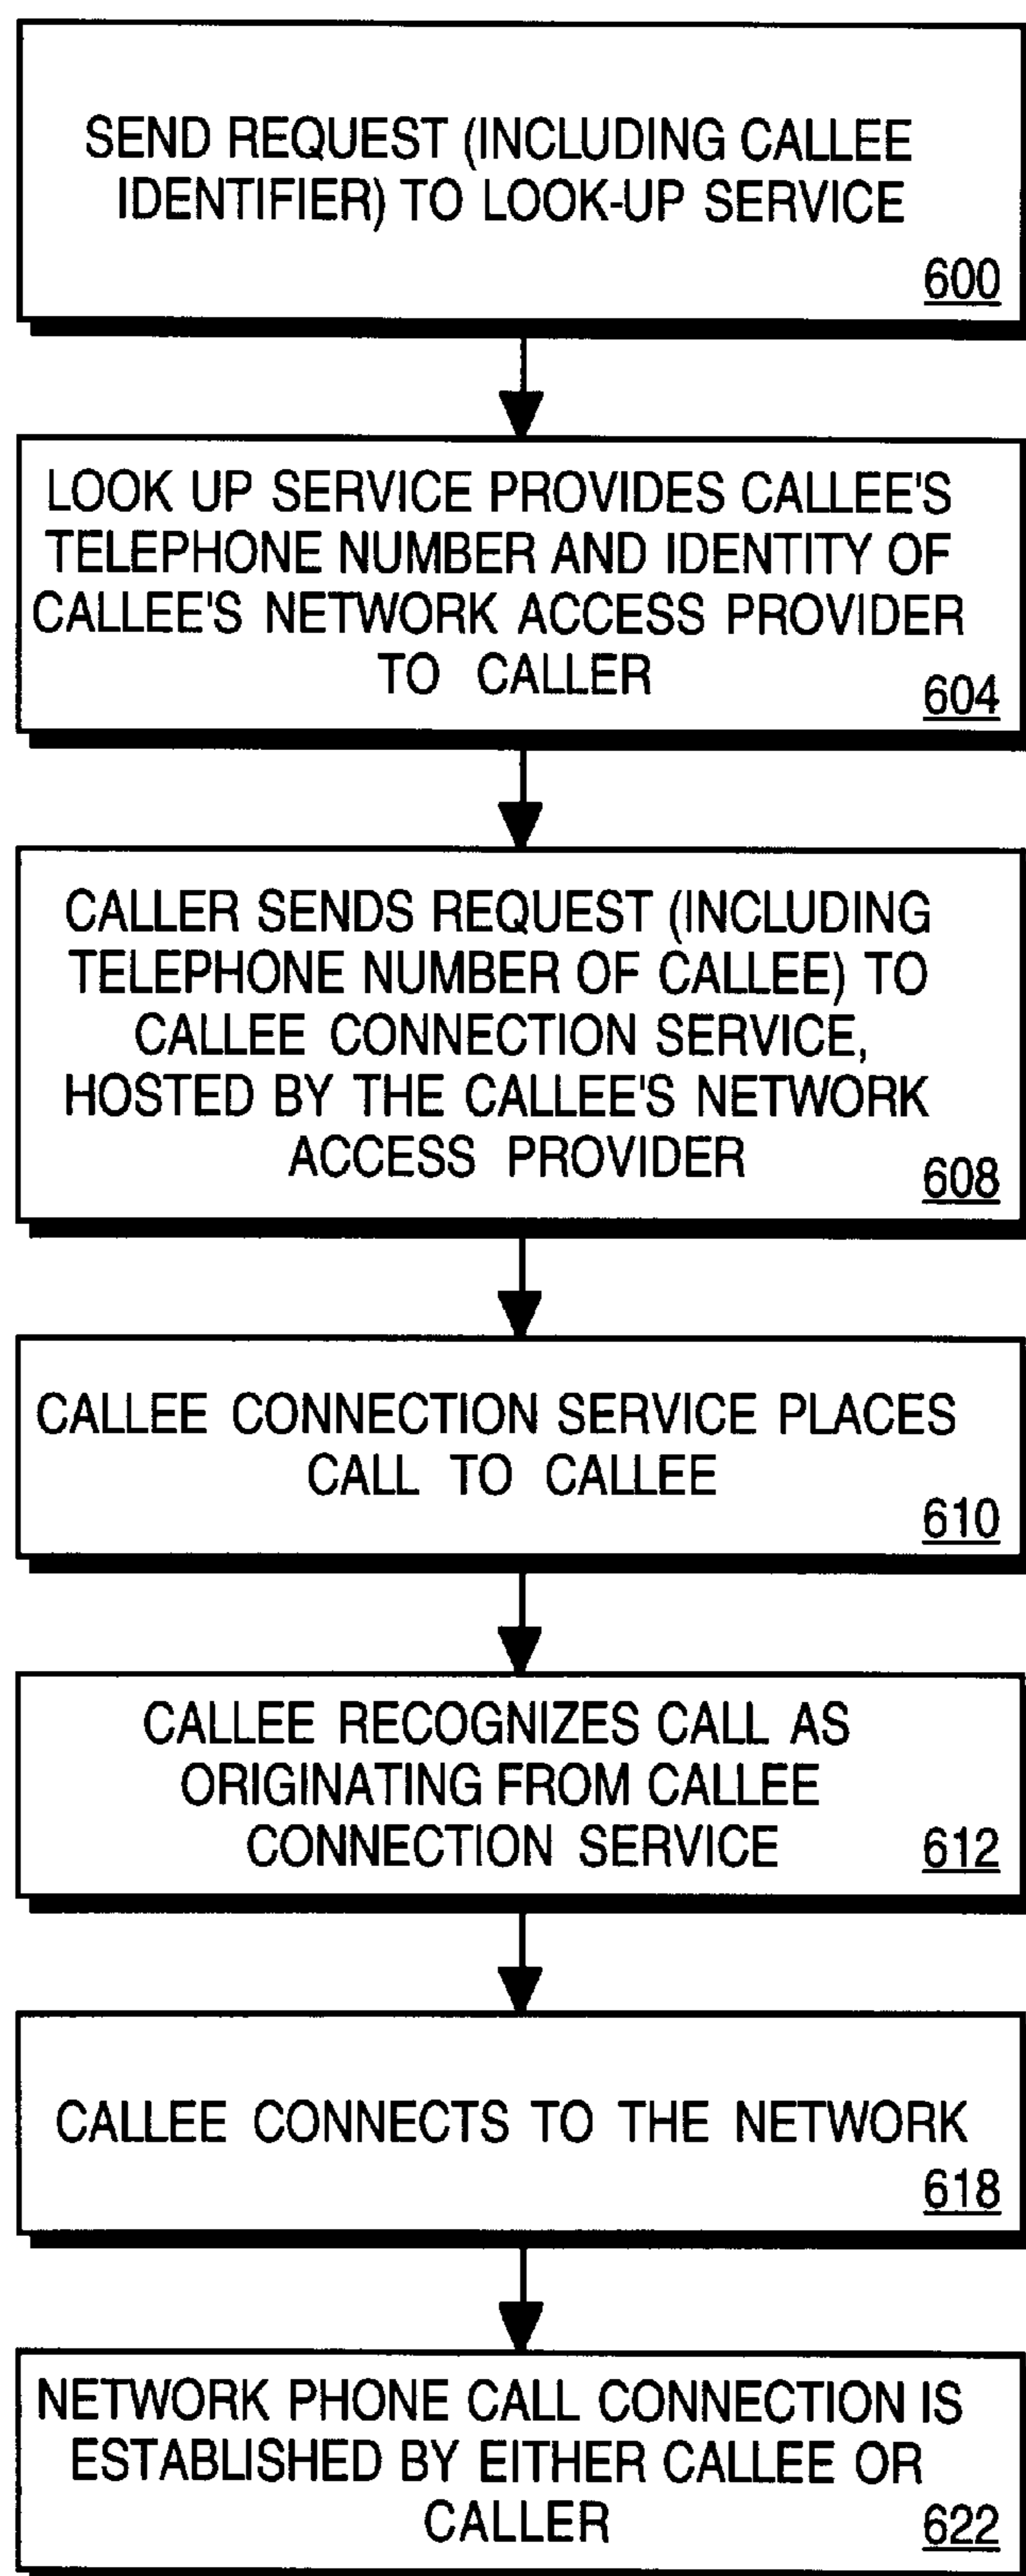 SEND REQUEST (INCLUDING CALLEE
IDENTIFIER) TO LOOK-UP SERVICE
600
LOOK UP SERVICE PROVIDES CALLEE'S
TELEPHONE NUMBER AND IDENTITY OF
CALLEE'S NETWORK ACCESS PROVIDER
TO CALLER
604
CALLER SENDS REQUEST (INCLUDING
TELEPHONE NUMBER OF CALLEE) TO
CALLEE CONNECTION SERVICE,
HOSTED BY THE CALLEE'S NETWORK
ACCESS PROVIDER
608
CALLEE CONNECTION SERVICE PLACES
CALL TO CALLEE
610
CALLEE RECOGNIZES CALL AS
ORIGINATING FROM CALLEE
CONNECTION SERVICE
612
CALLEE CONNECTS TO THE NETWORK
618
NETWORK PHONE CALL CONNECTION IS
ESTABLISHED BY EITHER CALLEE OR
CALLER
622